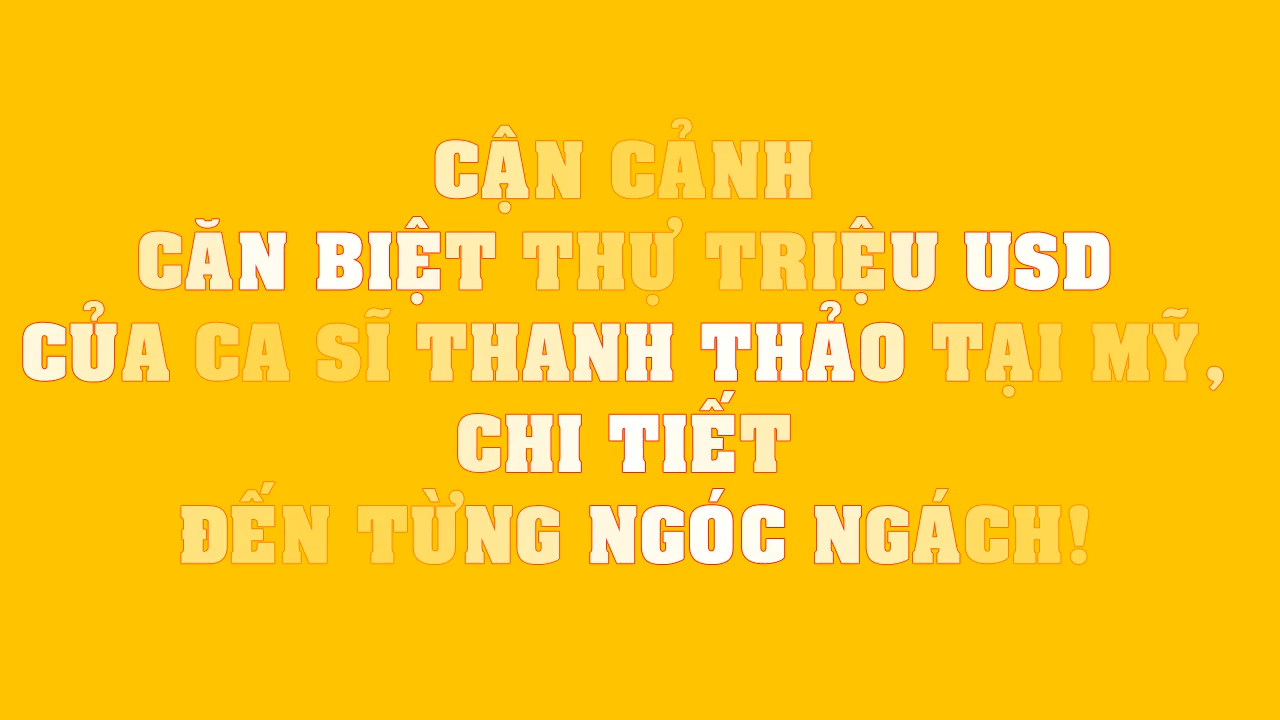 CẬN CẢNH
CĂN BIỆT THỰ TRIỆU USD
CỦA CA SĨ THANH THẢO TẠI MỸ,
CHI TIẾT
ĐẾN TỪNG NGÓC NGÁCH!